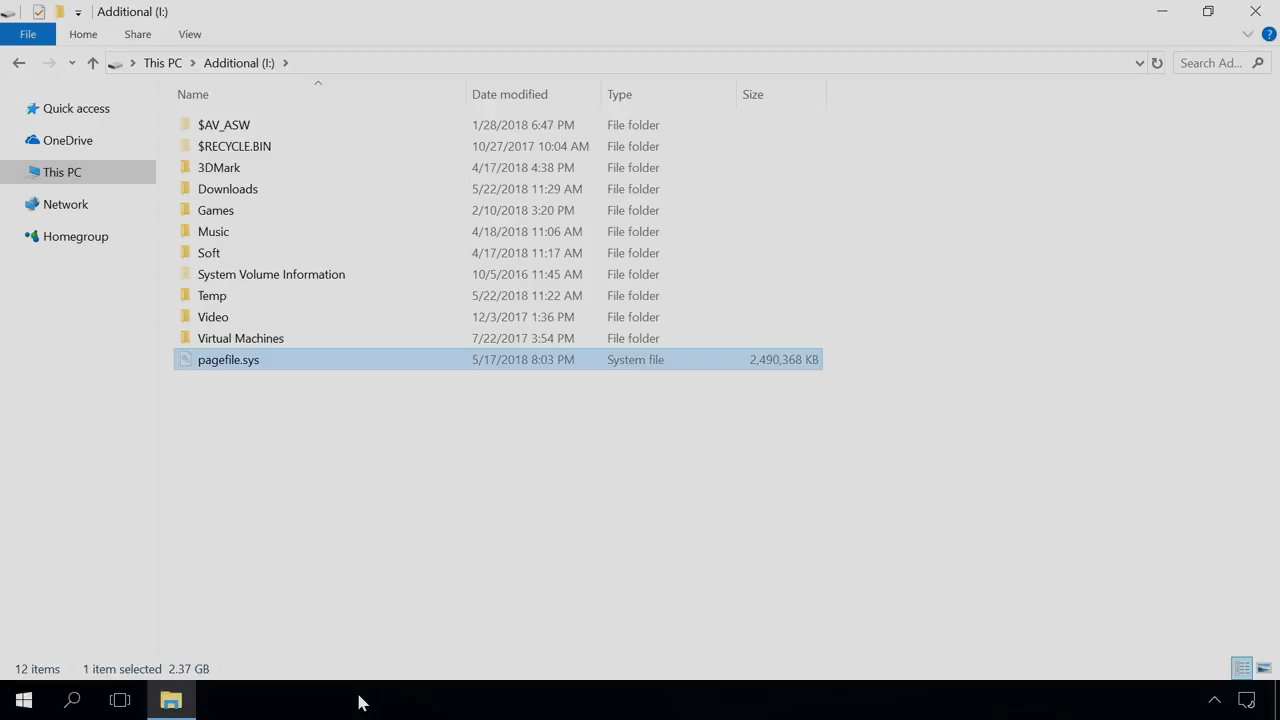 Additional (I:)
File Home Share View
This PC Additional (I:) Search Ad...
Name Date modified Type Size
Quick access
OneDrive
This PC
Network
Homegroup
$AV_ASW 1/28/2018 6:47 PM File folder
$RECYCLE.BIN 10/27/2017 10:04 AM File folder
3DMark 4/17/2018 4:38 PM File folder
Downloads 5/22/2018 11:29 AM File folder
Games 2/10/2018 3:20 PM File folder
Music 4/18/2018 11:06 AM File folder
Soft 4/17/2018 11:17 AM File folder
System Volume Information 10/5/2016 11:45 AM File folder
Temp 5/22/2018 11:22 AM File folder
Video 12/3/2017 1:36 PM File folder
Virtual Machines 7/22/2017 3:54 PM File folder
pagefile.sys 5/17/2018 8:03 PM System file 2,490,368 KB
12 items 1 item selected 2.37 GB